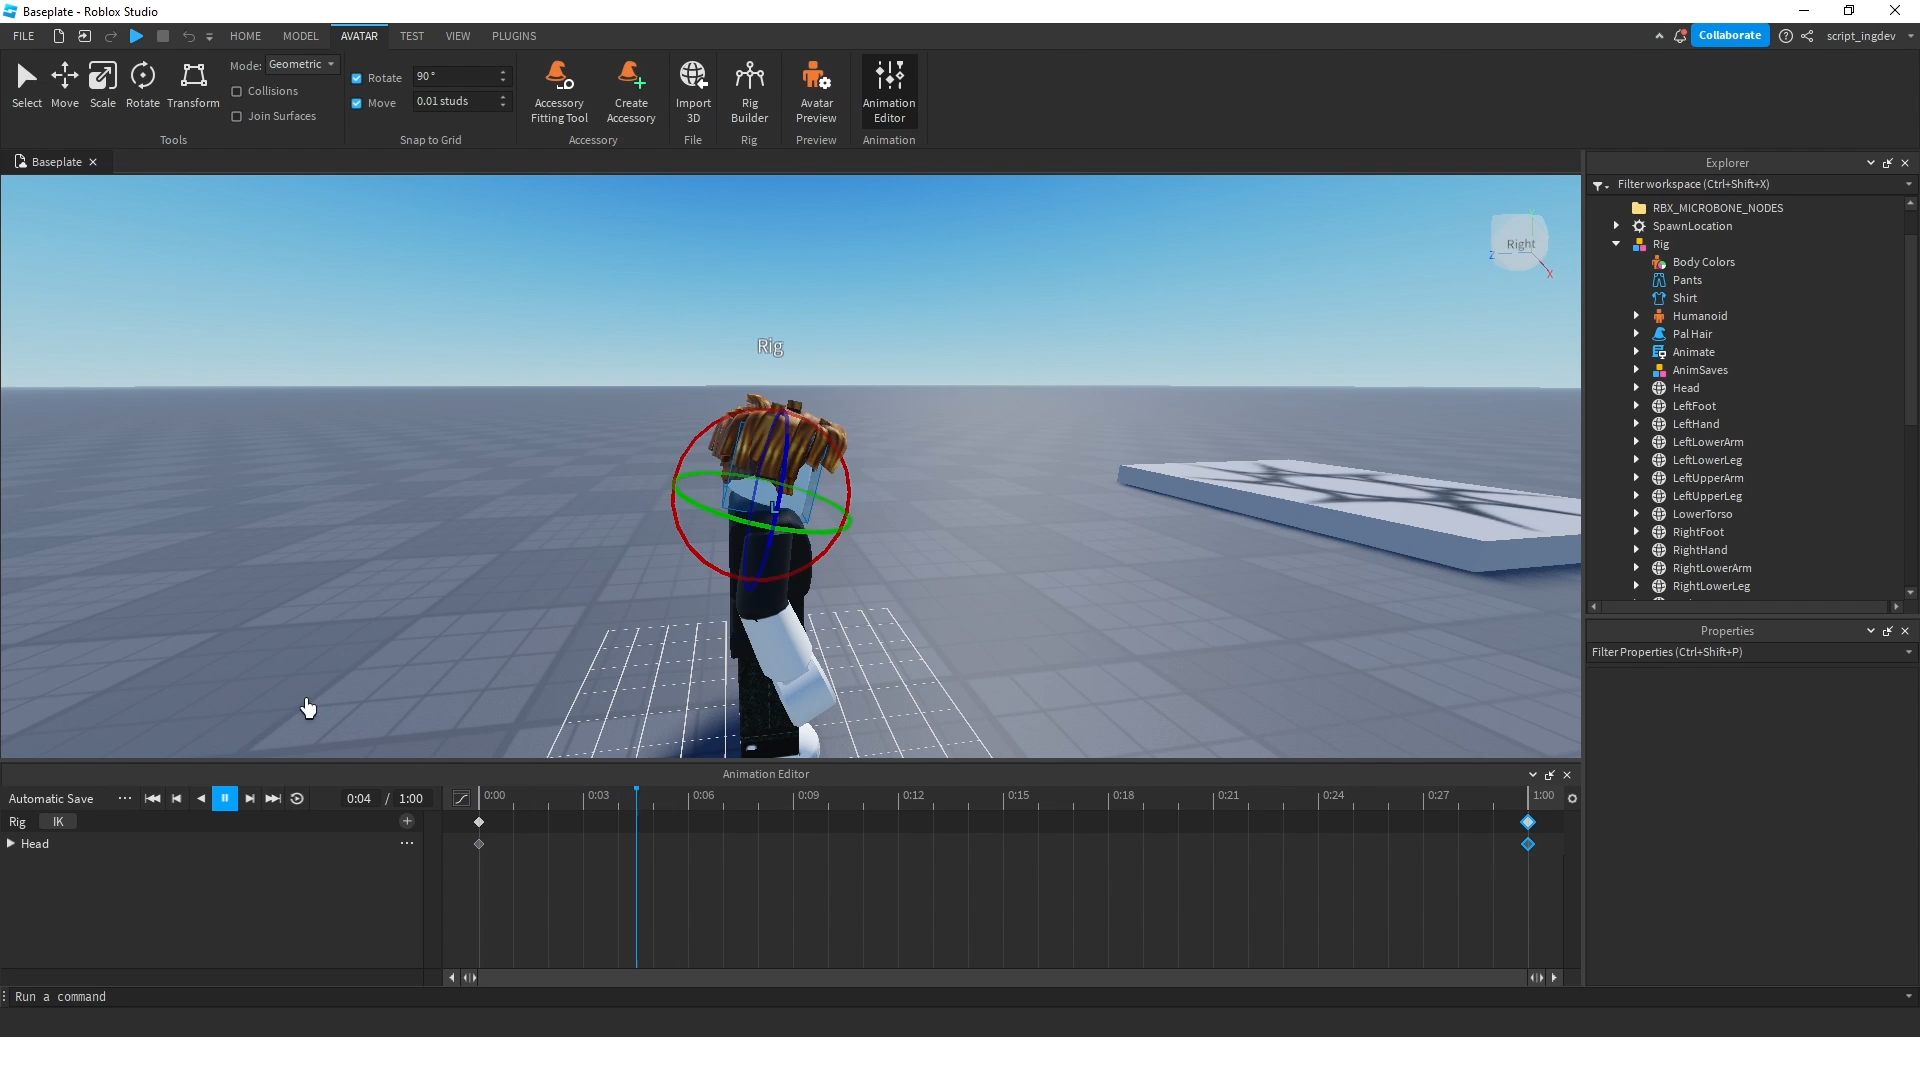 Baseplate - Roblox Studio
FILE HOME MODEL AVATAR TEST VIEW PLUGINS Collaborate script_ingdev
Select Move Scale Rotate Transform
Mode: Geometric
Collisions
Join Surfaces
Tools
Rotate 90°
Move 0.01 studs
Snap to Grid
Accessory Fitting Tool
Create Accessory
Accessory
Import 3D
File
Rig Builder
Rig
Avatar Preview
Preview
Animation Editor
Animation
Baseplate
Rig
Right
Y
Z
X
L
Explorer
Filter workspace (Ctrl+Shift+X)
RBX_MICROBONE_NODES
SpawnLocation
Rig
Body Colors
Pants
Shirt
Humanoid
Pal Hair
Animate
AnimSaves
Head
LeftFoot
LeftHand
LeftLowerArm
LeftLowerLeg
LeftUpperArm
LeftUpperLeg
LowerTorso
RightFoot
RightHand
RightLowerArm
RightLowerLeg
Properties
Filter Properties (Ctrl+Shift+P)
Animation Editor
Automatic Save ··· 0:04 / 1:00
0:00 0:03 0:06 0:09 0:12 0:15 0:18 0:21 0:24 0:27 1:00
Rig IK
Head ···
Run a command